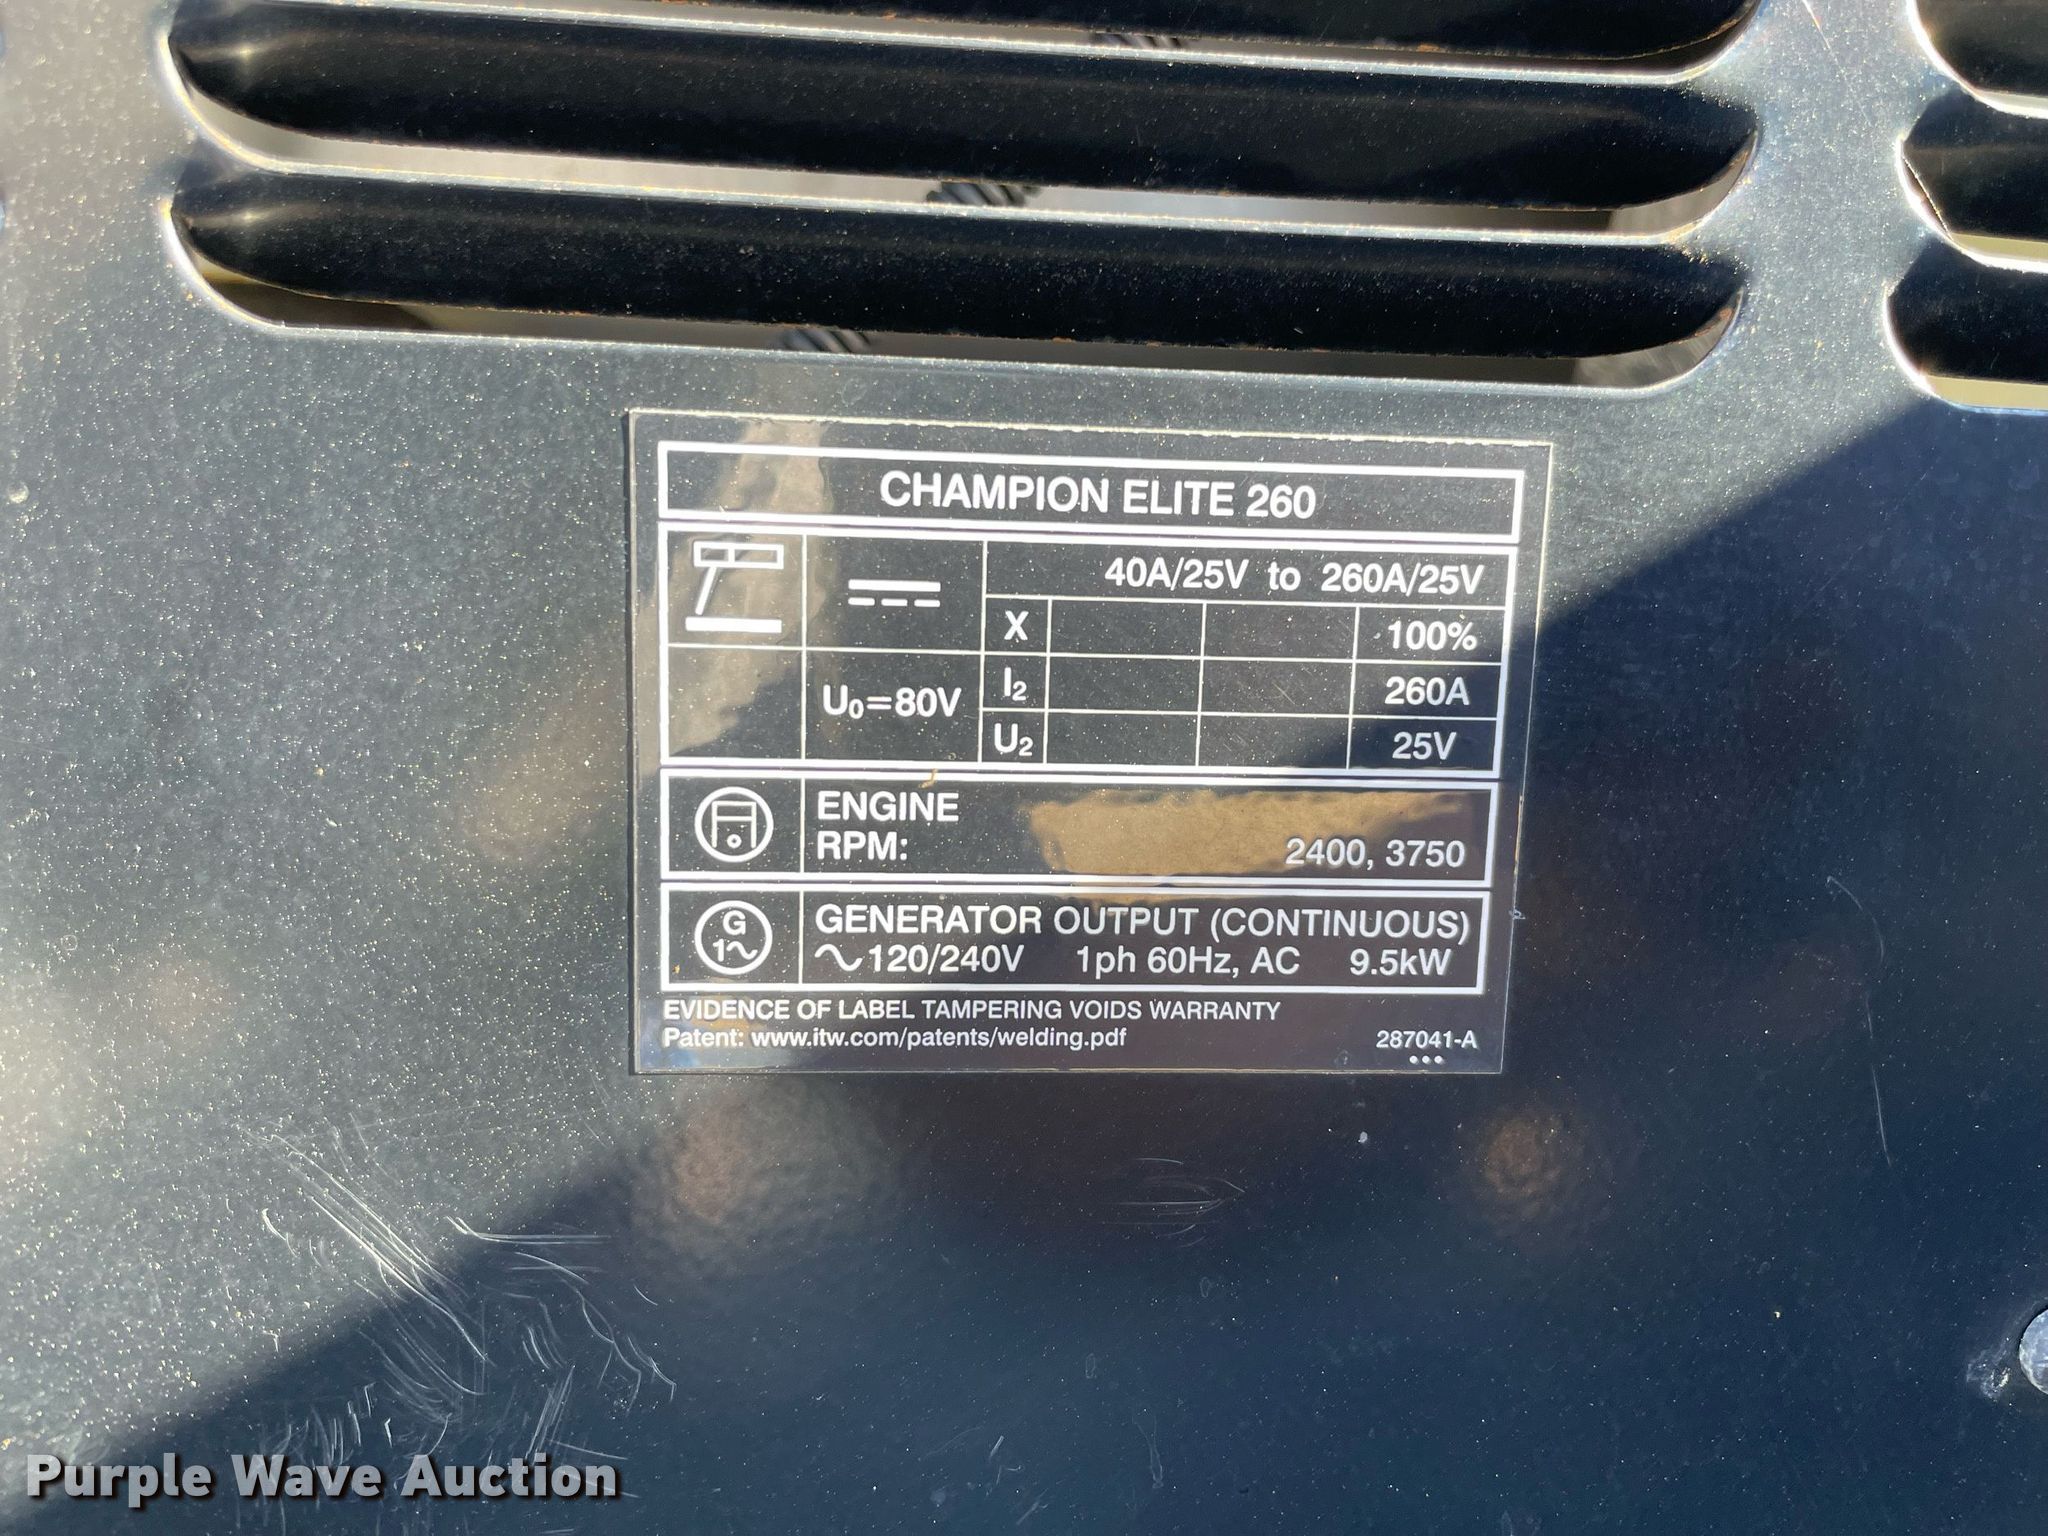 CHAMPION ELITE 260
40A/25V to 260A/25V
X 100%
U₀=80V
I₂ 260A
U₂ 25V
ENGINE
RPM: 2400, 3750
G
1~
GENERATOR OUTPUT (CONTINUOUS)
~120/240V 1ph 60Hz, AC 9.5kW
EVIDENCE OF LABEL TAMPERING VOIDS WARRANTY
Patent: www.itw.com/patents/welding.pdf 287041-A
Purple Wave Auction